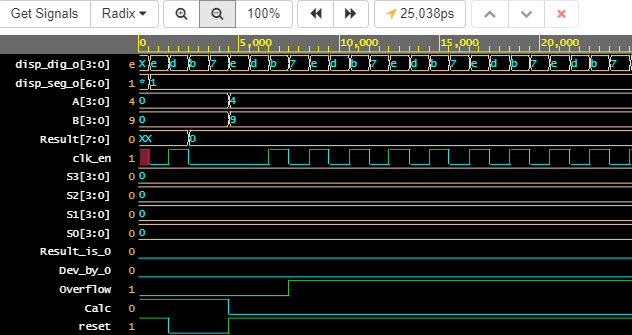 Get Signals Radix 100% 25,038ps
0 5,000 10,000 15,000 20,000
disp_dig_o[3:0] e X e d b 7 e d b 7 e d b 7 e d b 7 e d b 7 e d b 7
disp_seg_o[6:0] 1 * 1
A[3:0] 4 0 4
B[3:0] 9 0 9
Result[7:0] 0 XX 0
clk_en 1
S3[3:0] 0 0
S2[3:0] 0 0
S1[3:0] 0 0
S0[3:0] 0 0
Result_is_0 0
Dev_by_0 0
Overflow 1
Calc 0
reset 1